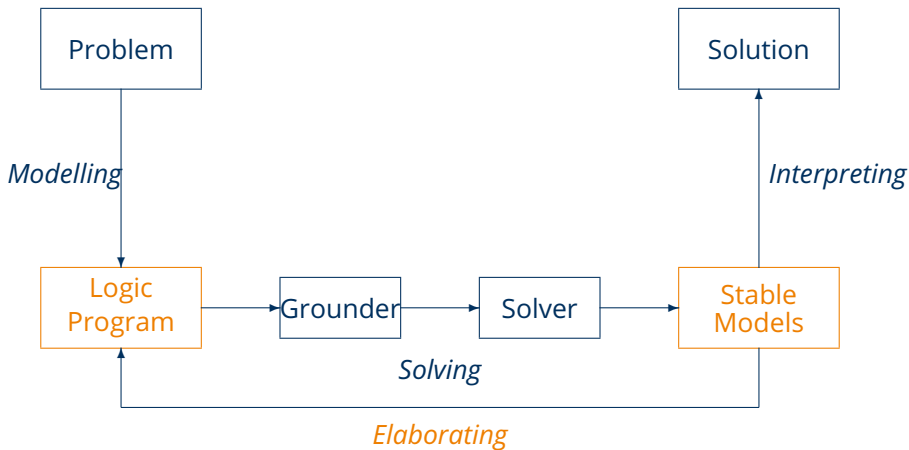 Problem
Solution
Modelling
Interpreting
Logic
Program
Grounder
Solver
Stable
Models
Solving
Elaborating